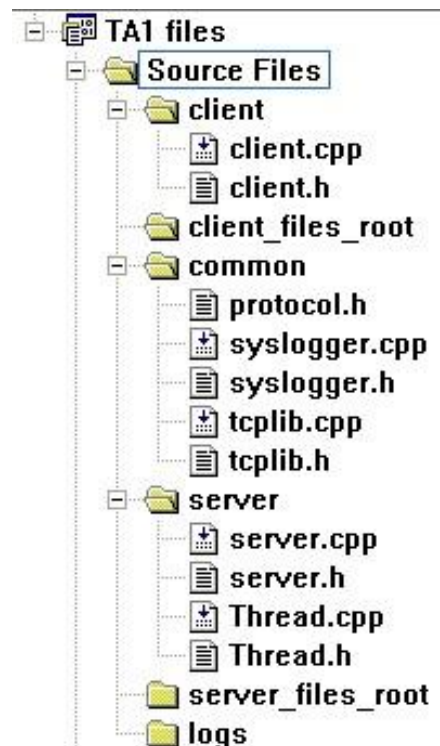 TA1 files
Source Files
client
client.cpp
client.h
client_files_root
common
protocol.h
syslogger.cpp
syslogger.h
tcplib.cpp
tcplib.h
server
server.cpp
server.h
Thread.cpp
Thread.h
server_files_root
logs